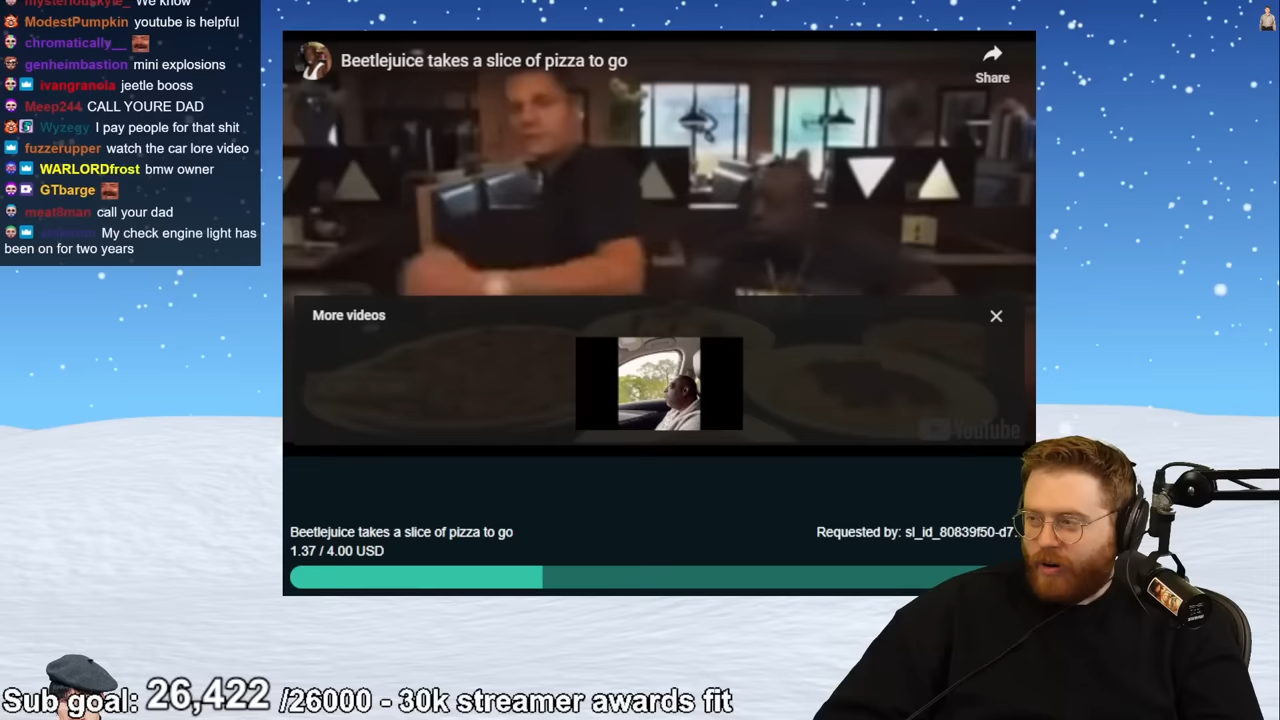 We know
ModestPumpkin youtube is helpful
chromatically__
genheimbastion mini explosions
ivangranola jeetle booss
Meep244 CALL YOURE DAD
Wyzegy I pay people for that shit
fuzzerupper watch the car lore video
WARLORDfrost bmw owner
GTbarge
meat8man call your dad
My check engine light has
been on for two years
Beetlejuice takes a slice of pizza to go
Share
More videos
YouTube
Beetlejuice takes a slice of pizza to go
Requested by: sl_id_80839f50-d7.
1.37 / 4.00 USD
Sub goal: 26,422 /26000 - 30k streamer awards fit